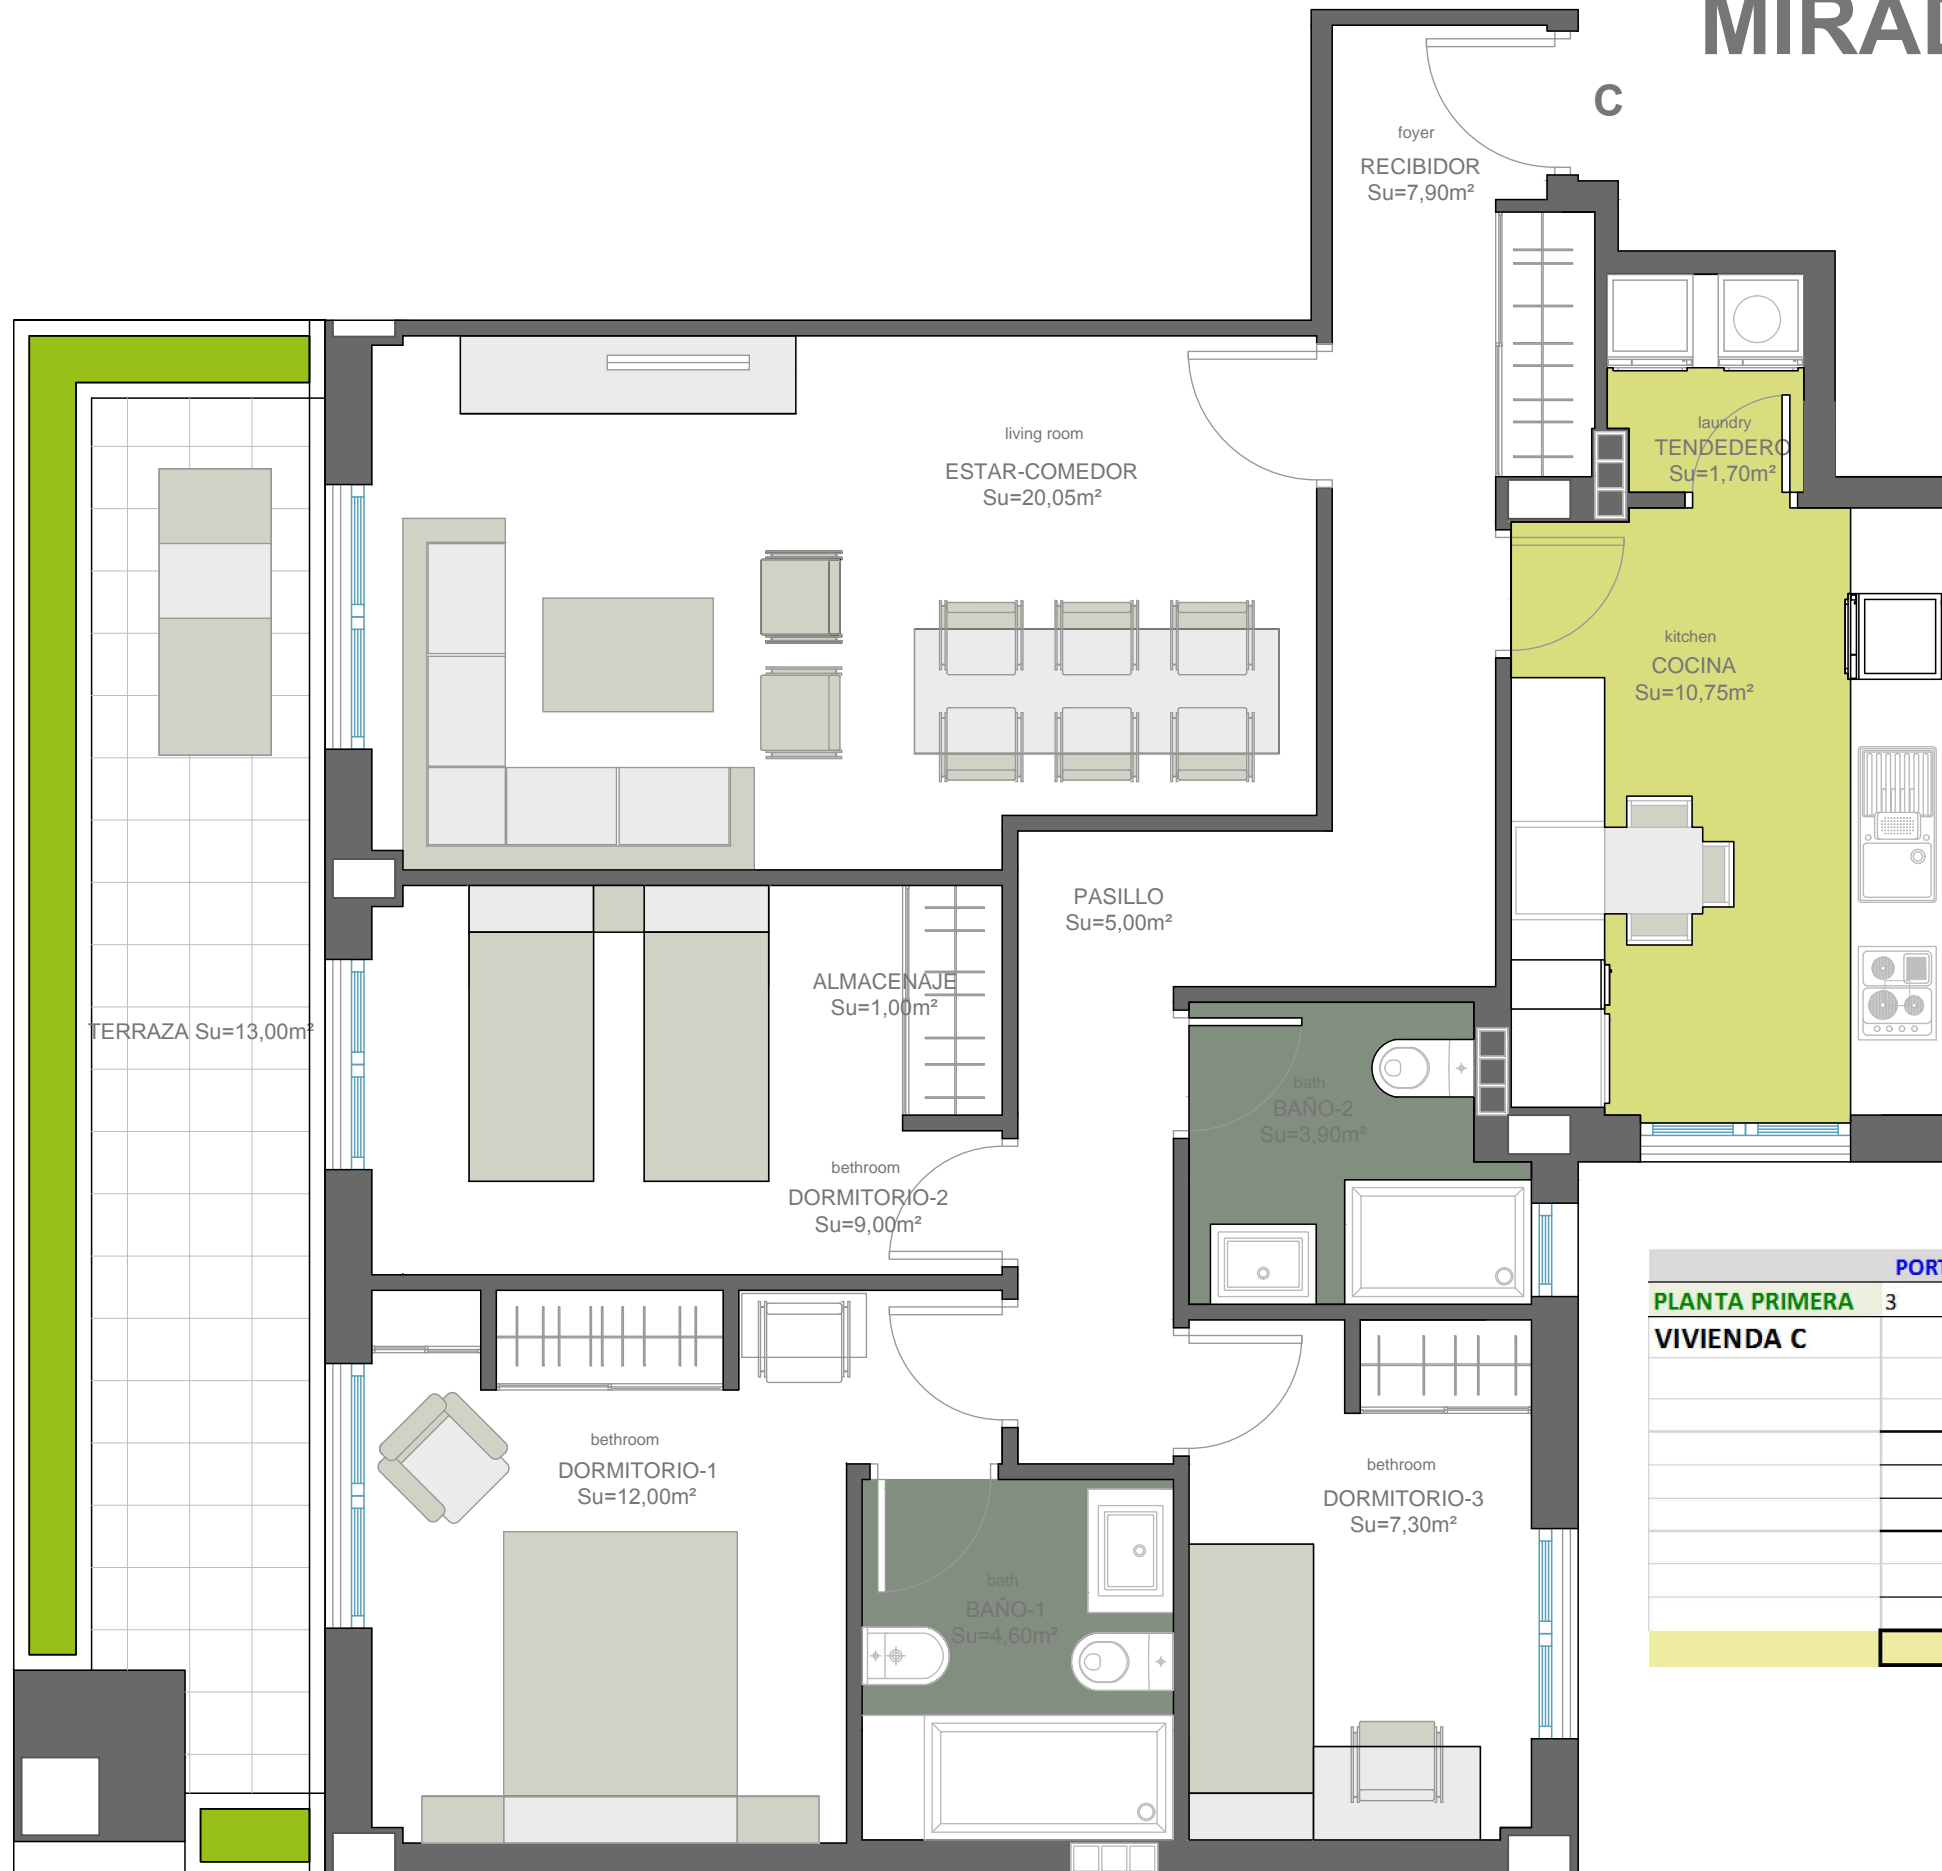 MIRAD
C
foyer
RECIBIDOR
Su=7,90m²
laundry
TENDEDERO
Su=1,70m²
living room
ESTAR-COMEDOR
Su=20,05m²
kitchen
COCINA
Su=10,75m²
PASILLO
Su=5,00m²
ALMACENAJE
Su=1,00m²
TERRAZA Su=13,00m²
bath
BAÑO-2
Su=3,90m²
bethroom
DORMITORIO-2
Su=9,00m²
PORT
PLANTA PRIMERA 3
VIVIENDA C
bethroom
DORMITORIO-1
Su=12,00m²
bethroom
DORMITORIO-3
Su=7,30m²
bath
BAÑO-1
Su=4,60m²